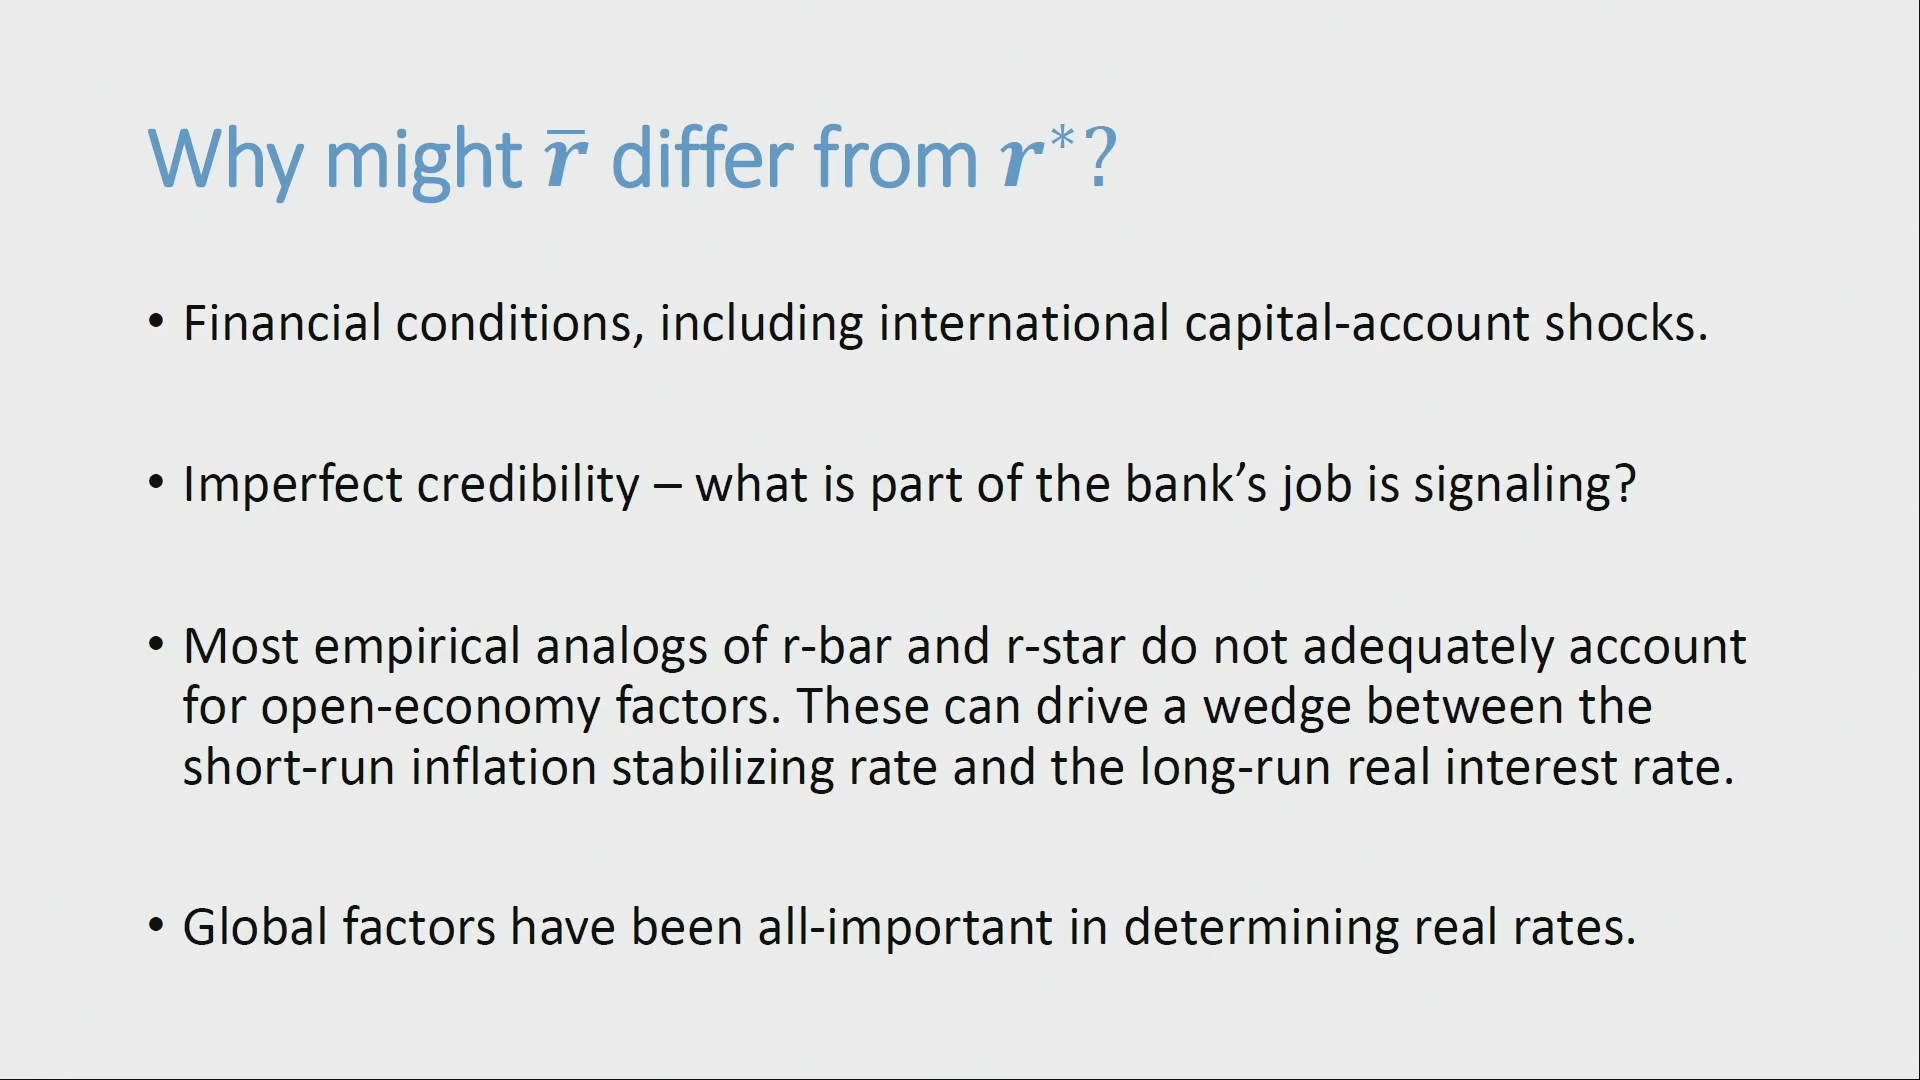 Why might r̅ differ from r*?
• Financial conditions, including international capital-account shocks.
• Imperfect credibility – what is part of the bank’s job is signaling?
• Most empirical analogs of r-bar and r-star do not adequately account
for open-economy factors. These can drive a wedge between the
short-run inflation stabilizing rate and the long-run real interest rate.
• Global factors have been all-important in determining real rates.